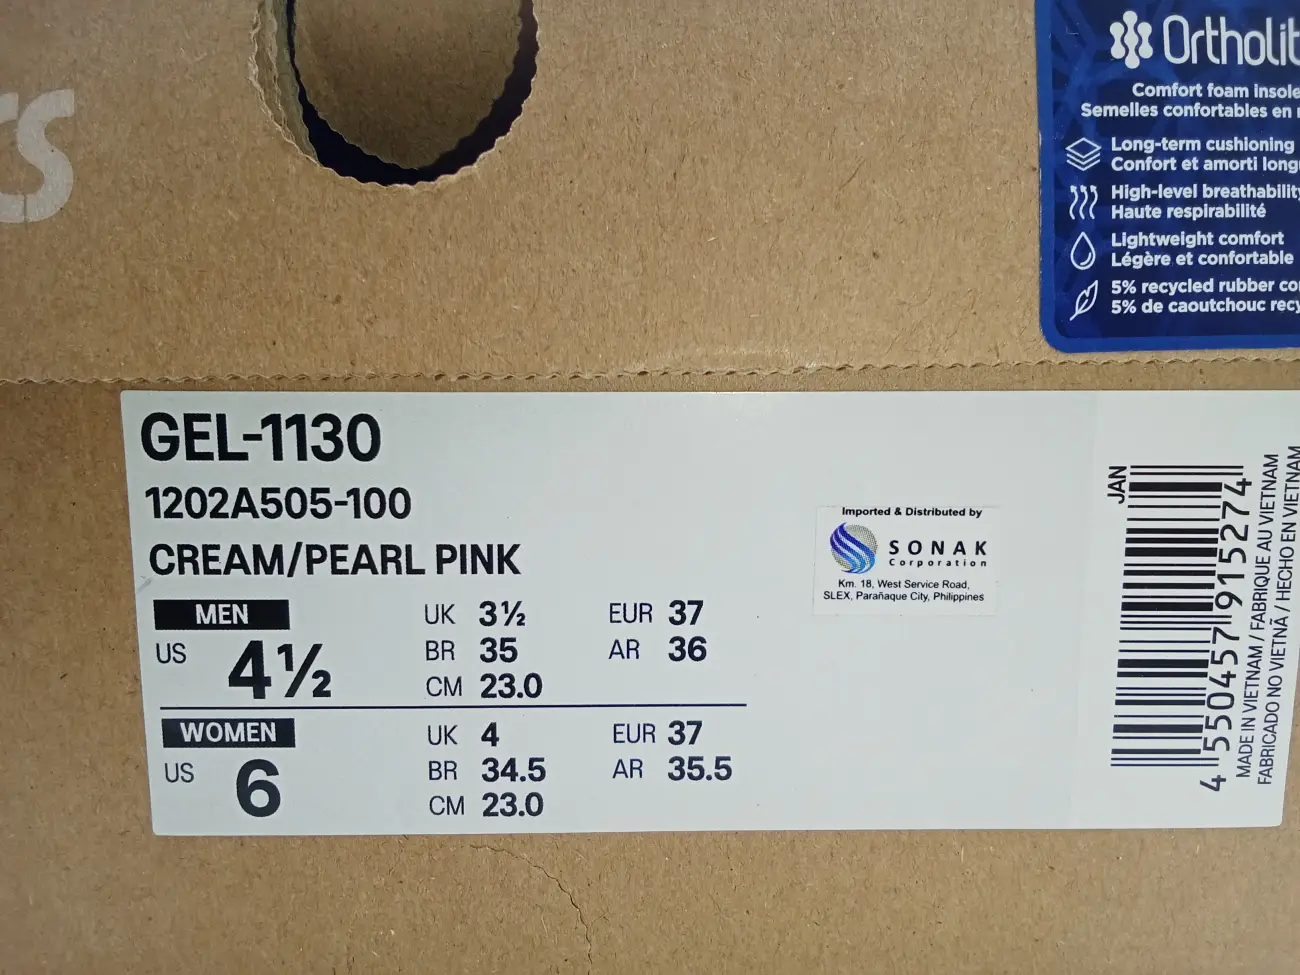 OrthoLit
Comfort foam insole
Semelles confortables en
Long-term cushioning
Confort et amorti long
High-level breathability
Haute respirabilité
Lightweight comfort
Légère et confortable
5% recycled rubber co
5% de caoutchouc recy
GEL-1130
1202A505-100
CREAM/PEARL PINK
MEN
US 4½
UK 3½
BR 35
CM 23.0
EUR 37
AR 36
WOMEN
US 6
UK 4
BR 34.5
CM 23.0
EUR 37
AR 35.5
Imported & Distributed by
SONAK
Corporation
Km. 18, West Service Road,
SLEX, Parañaque City, Philippines
JAN
4 550457 915274
MADE IN VIETNAM / FABRIQUE AU VIETNAM
FABRICADO NO VIETNÃ / HECHO EN VIETNAM